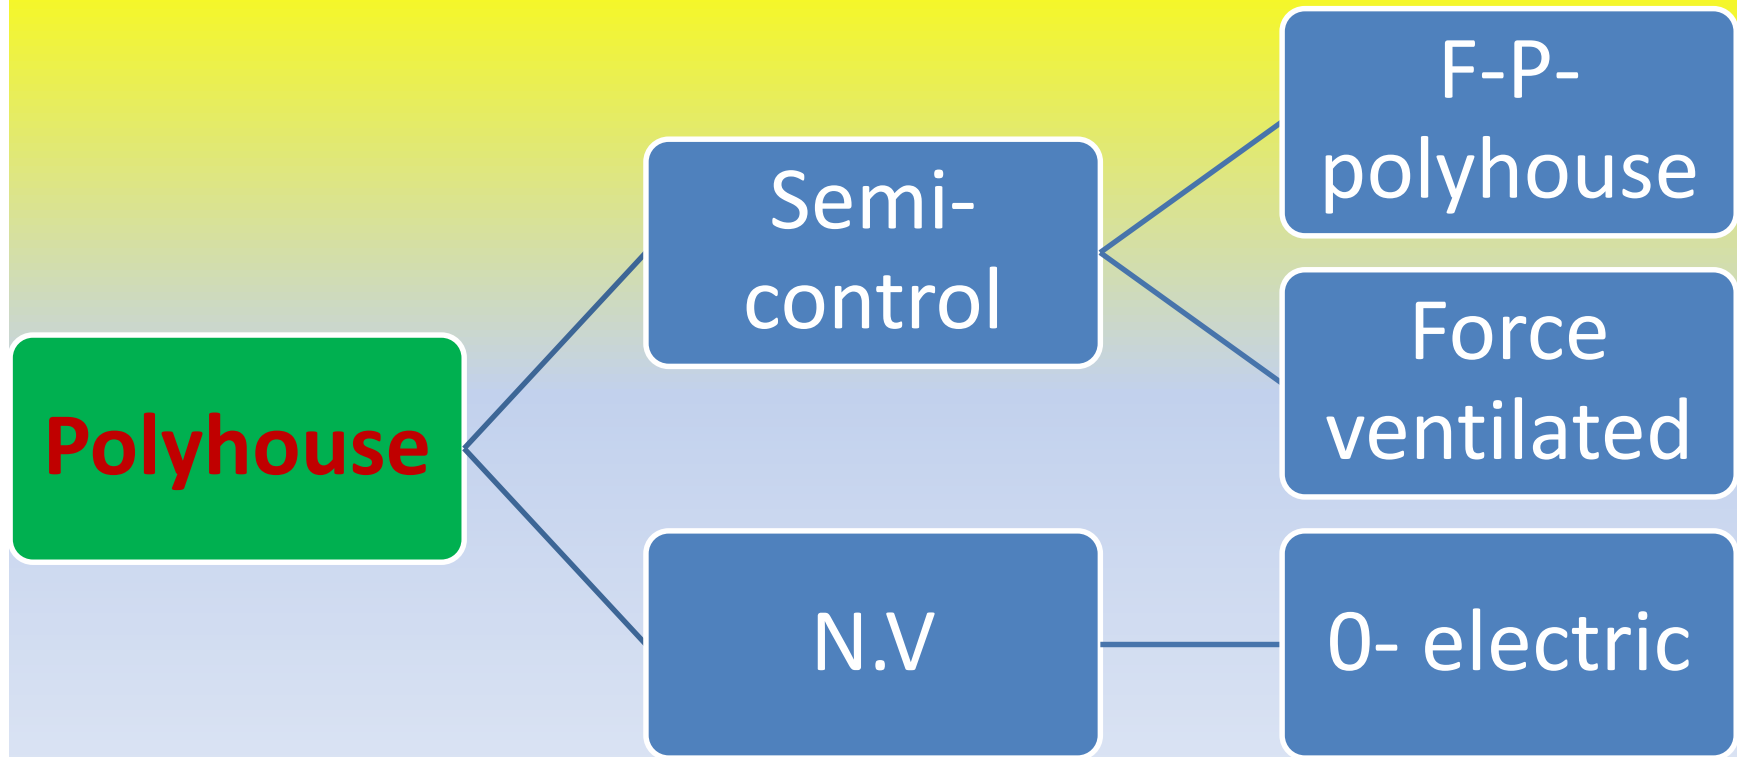 Polyhouse
Semi-
control
F-P-
polyhouse
Force
ventilated
N.V
0- electric